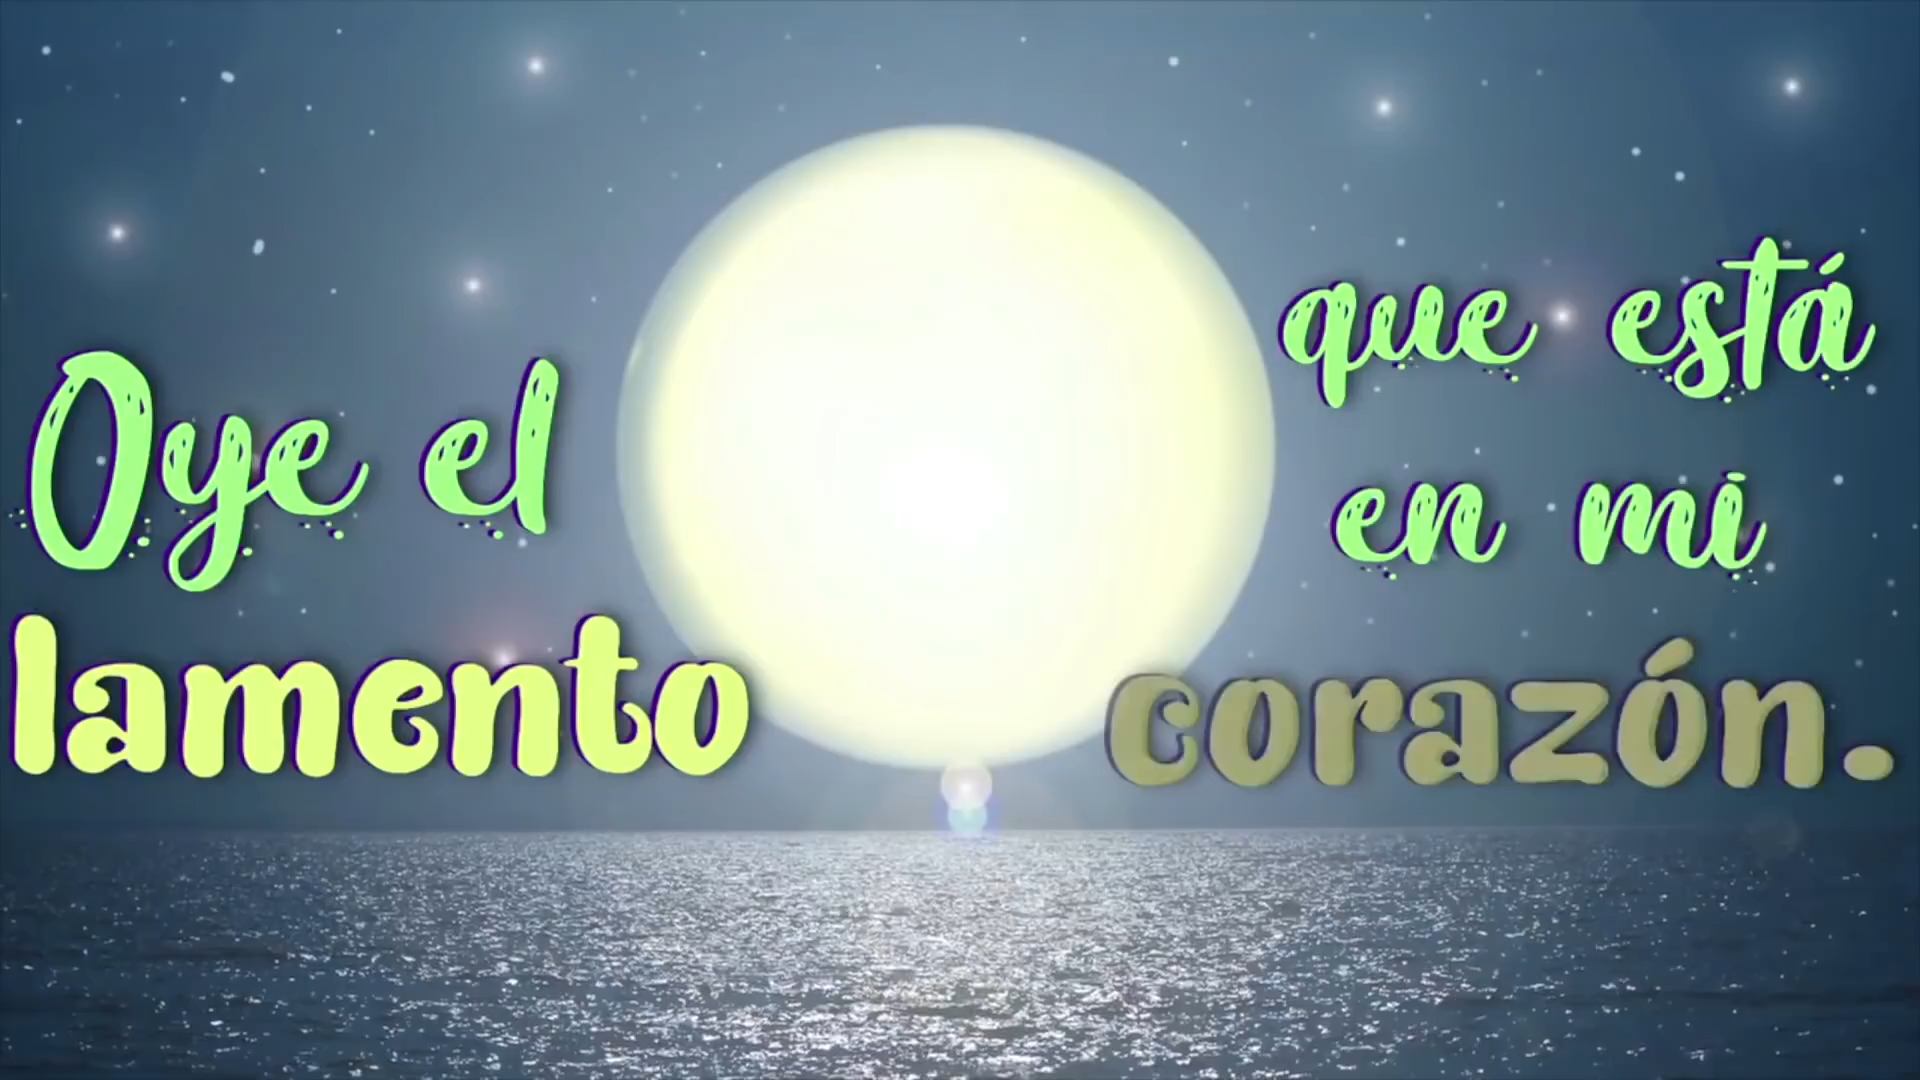 Oye el
lamento
que está
en mi
corazón.